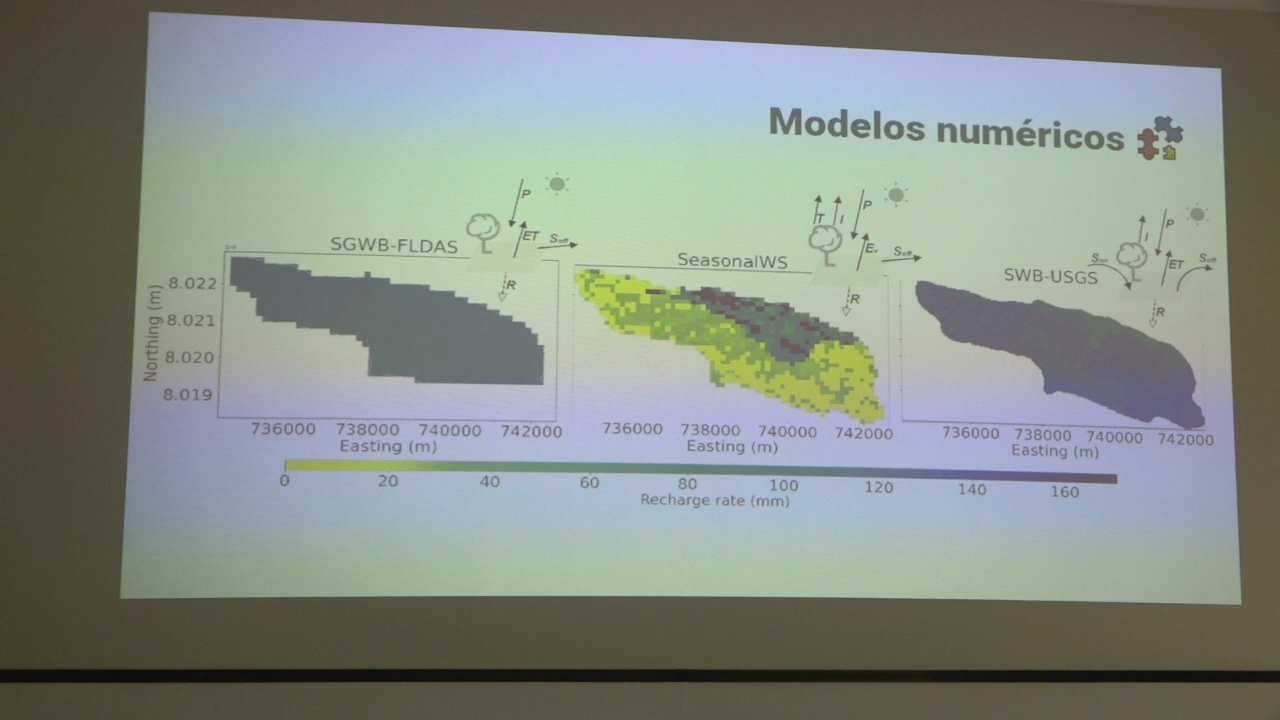 Modelos numéricos
SGWB-FLDAS
P
ET
Soff
R
SeasonalWS
T
I
P
Ev
Soff
R
SWB-USGS
Son
I
P
ET
Soff
R
Northing (m)
8.022
8.021
8.020
8.019
736000 738000 740000 742000
Easting (m)
736000 738000 740000 742000
Easting (m)
736000 738000 740000 742000
Easting (m)
0 20 40 60 80 100 120 140 160
Recharge rate (mm)